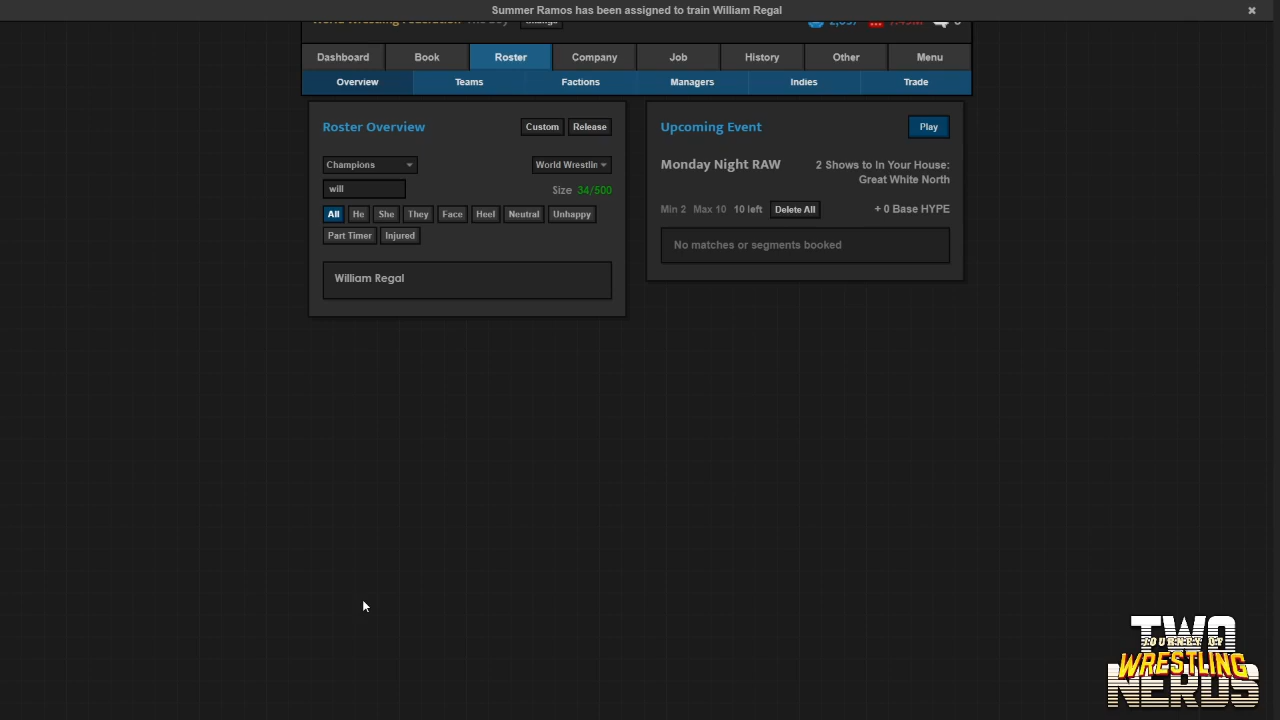 Summer Ramos has been assigned to train William Regal
Dashboard Book Roster Company Job History Other Menu
Overview Teams Factions Managers Indies Trade
Roster Overview Custom Release
Champions World Wrestlin
will Size 34/500
All He She They Face Heel Neutral Unhappy
Part Timer Injured
William Regal
Upcoming Event Play
Monday Night RAW 2 Shows to In Your House:
Great White North
Min 2 Max 10 10 left Delete All + 0 Base HYPE
No matches or segments booked
TWO
JOURNEY OF
WRESTLING
NERDS